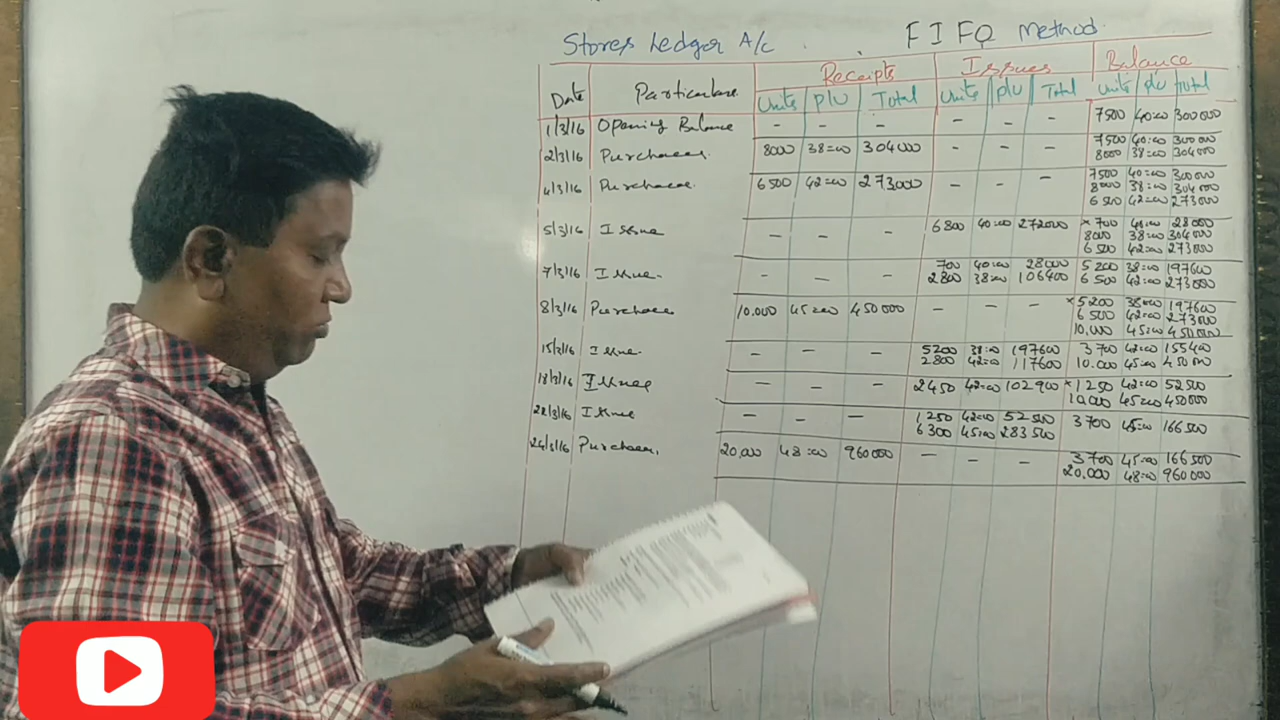 Stores Ledger A/c . . FIFO Method.
Receipts Issues Balance
Date Particulars Units P/U Total Units P/U Total Units P/U Total
1/3/16 Opening Balance - - - - - - 7500 40=00 300000
2/3/16 Purchases. 8000 38=00 304000 - - - 7500 40=00 300000
8000 38=00 304000
4/3/16 Purchases. 6500 42=00 273000 - - - 7500 40=00 300000
8000 38=00 304000
6500 42=00 273000
5/3/16 Issue - - - 6800 40=00 272000 * 700 40=00 28000
8000 38=00 304000
6500 42=00 273000
7/3/16 Issue - - - - 700 40=00 28000 5200 38=00 197600
2800 38=00 106400 6500 42=00 273000
8/3/16 Purchases 10.000 45=00 450000 - - - * 5200 38=00 197600
6500 42=00 273000
10.000 45=00 450000
15/3/16 Issue. - - - 5200 38=00 197600 3700 42=00 155400
2800 42=00 117600 10.000 45=00 450000
18/3/16 Issues - - - 2450 42=00 102900 * 1250 42=00 52500
10.000 45=00 450000
22/3/16 Issue - - - 1250 42=00 52500 3700 45=00 166500
6300 45=00 283500
24/3/16 Purchases. 20,000 48=00 960000 - - - 3700 45=00 166500
20.000 48=00 960000